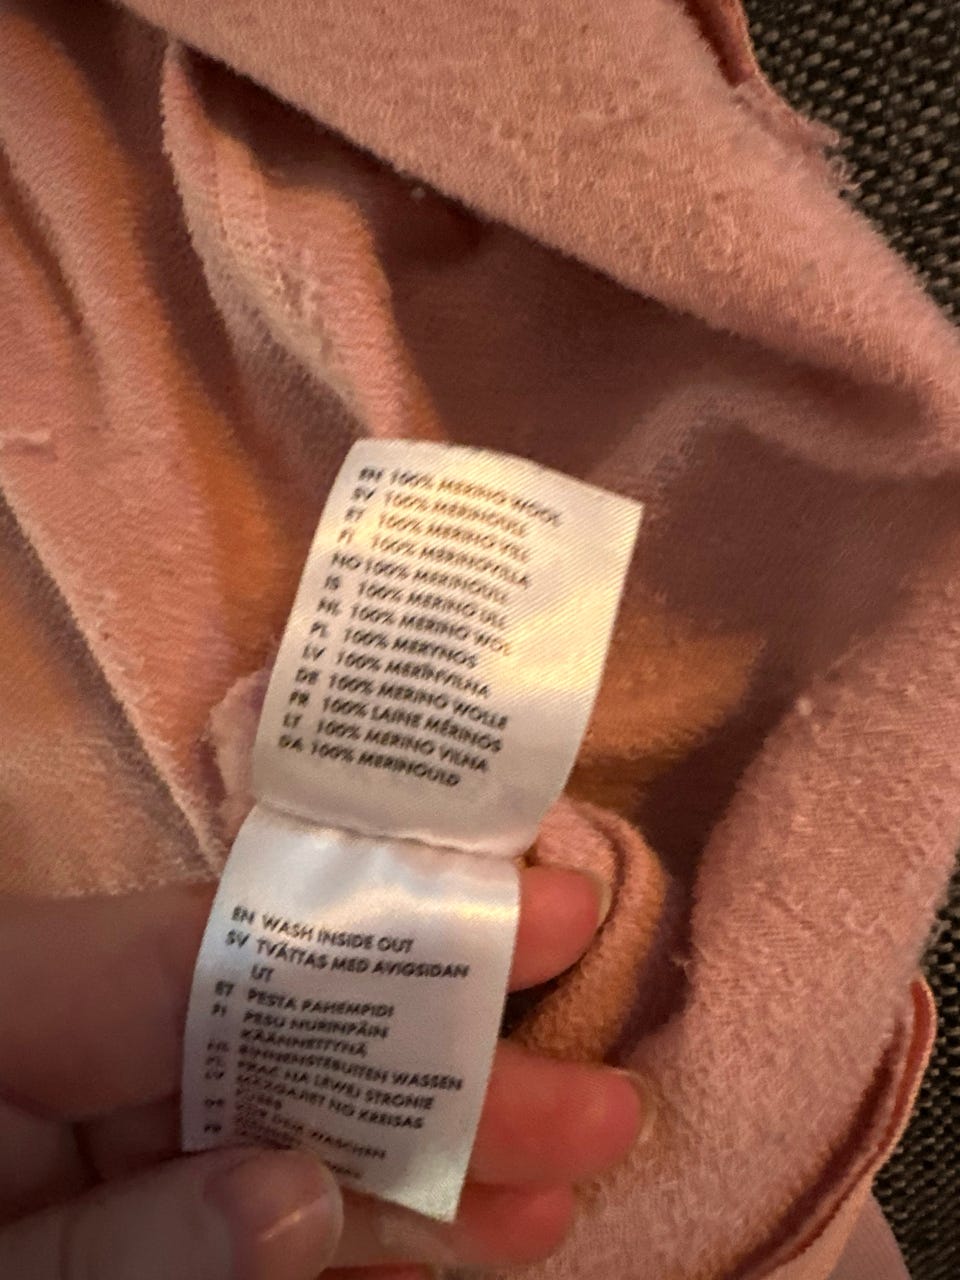 EN 100% MERINO WOOL
SV 100% MERINOULL
ET 100% MERINO VILL
FI 100% MERINOVILLA
NO 100% MERINOULL
IS 100% MERINO ULL
NL 100% MERINO WOL
PL 100% MERYNOS
LV 100% MERINVILNA
DE 100% MERINO WOLLE
FR 100% LAINE MÉRINOS
LT 100% MERINO VILNA
DA 100% MERINOULD
EN WASH INSIDE OUT
SV TVÄTTAS MED AVIGSIDAN
UT
ET PESTA PAHEMPIDI
FI PESU NURINPÄIN
KÄÄNNETTYNÄ
NL BINNENSTEBUITEN WASSEN
PL PRAĆ NA LEWEJ STRONIE
LV MAZGAJIET NO KREISAS
WASCHEN